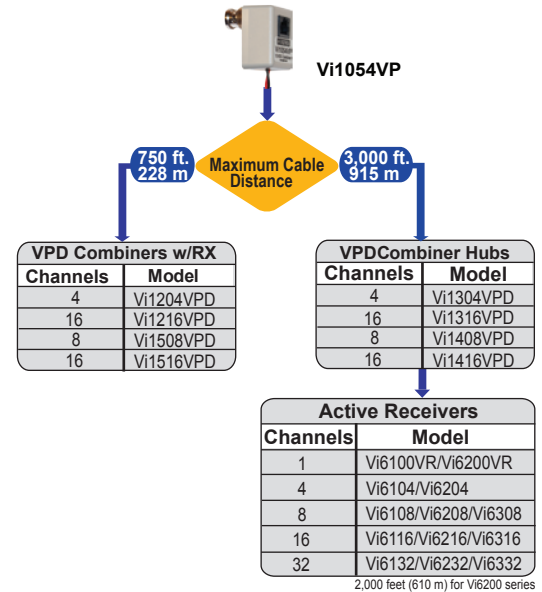 Vi1054VP
750 ft.
228 m
Maximum Cable
Distance
3,000 ft.
915 m
VPD Combiners w/RX
Channels Model
4 Vi1204VPD
16 Vi1216VPD
8 Vi1508VPD
16 Vi1516VPD
VPDCombiner Hubs
Channels Model
4 Vi1304VPD
16 Vi1316VPD
8 Vi1408VPD
16 Vi1416VPD
Active Receivers
Channels Model
1 Vi6100VR/Vi6200VR
4 Vi6104/Vi6204
8 Vi6108/Vi6208/Vi6308
16 Vi6116/Vi6216/Vi6316
32 Vi6132/Vi6232/Vi6332
2,000 feet (610 m) for Vi6200 series